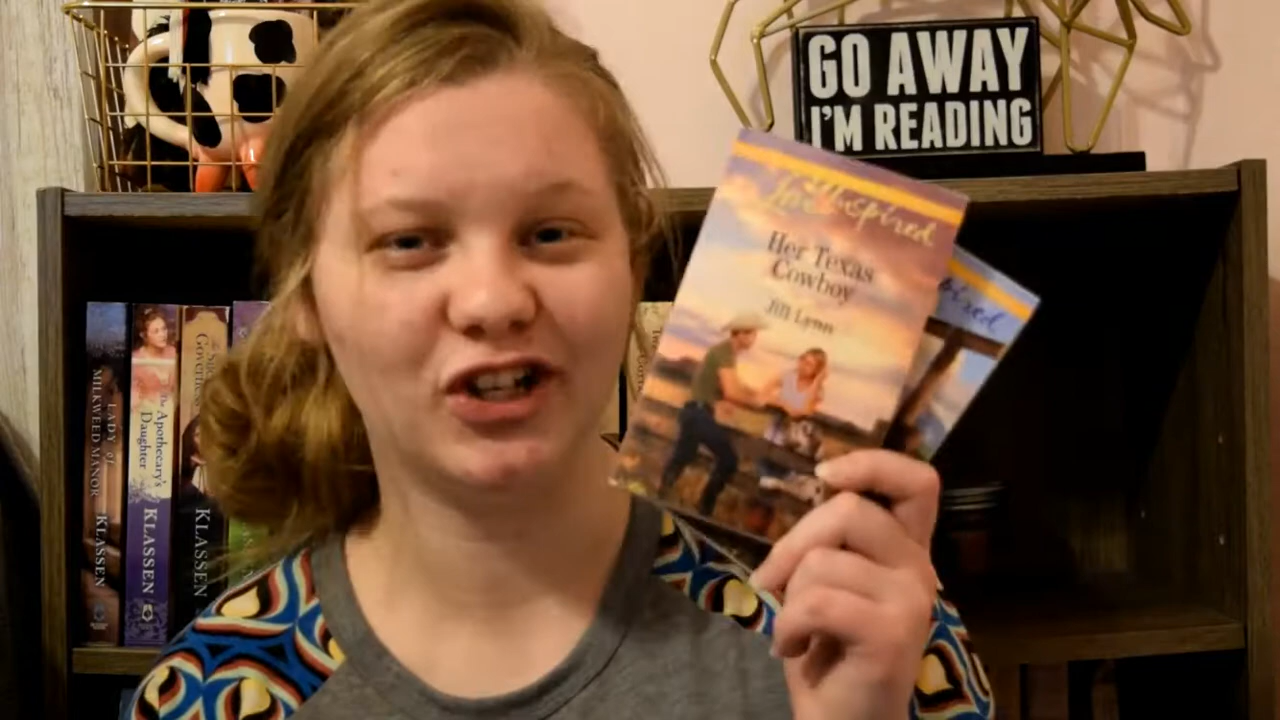 GO AWAY
I'M READING
Love Inspired
Her Texas
Cowboy
Jill Lynn
LADY of
MILKWEED MANOR
KLASSEN
The Apothecary's
Daughter
KLASSEN
Governess
KLASSEN